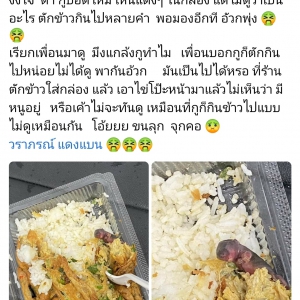 อะไร ตักข้าวกินไปหลายคำ พอมองอีกที อ้วกพุ่ง 🤮
🤮
เรียกเพื่อนมาดู มึงแกล้งกูทำไม เพื่อนบอกกูก็ตักกิน
ไปหน่อยไม่ได้ดู พากันอ้วก มันเป็นไปได้หรอ ที่ร้าน
ตักข้าวใส่กล่อง แล้ว เอาไข่โป๊ะหน้ามาแล้วไม่เห็นว่า มี
หนูอยู่ หรือเค้าไม่จะทันดู เหมือนที่กูก็กินข้าวไปแบบ
ไม่ดูเหมือนกัน โอ้ยยย ขนลุก จุกคอ 🤢
วราภรณ์ แดงแบน 🤮🤮🤮